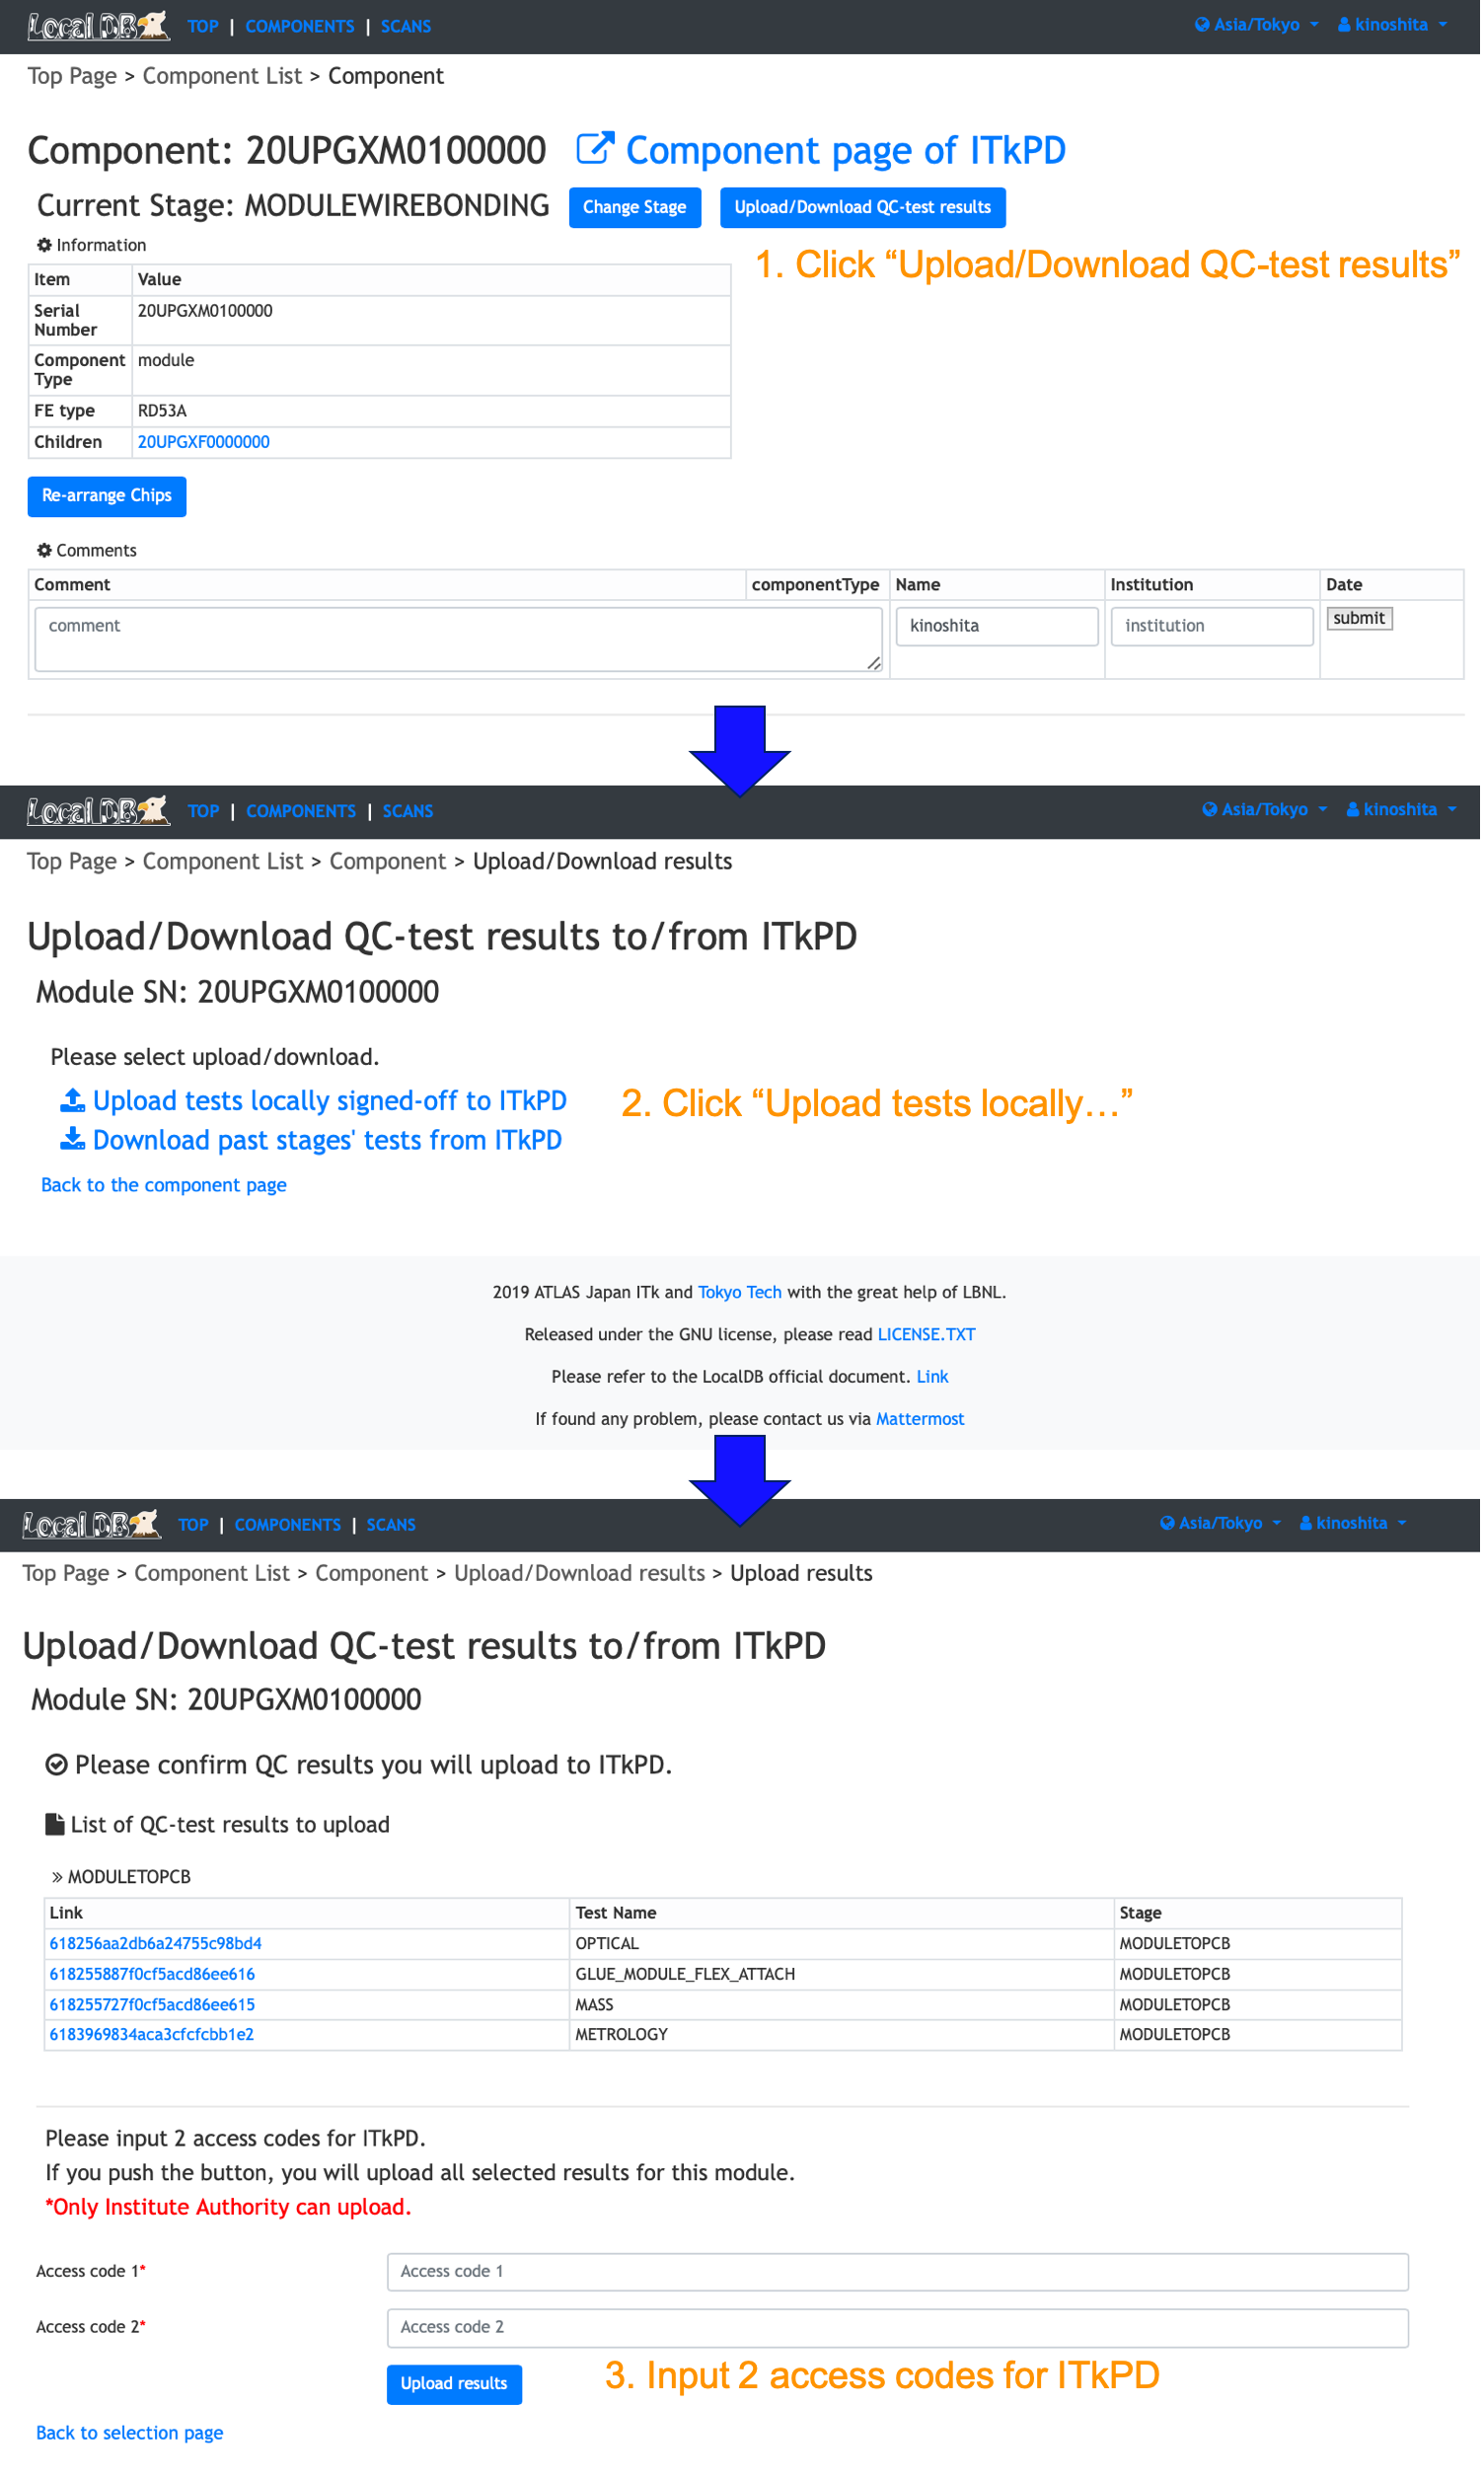 LocalDB TOP | COMPONENTS | SCANS Asia/Tokyo kinoshita
Top Page > Component List > Component
Component: 20UPGXM0100000 Component page of ITkPD
Current Stage: MODULEWIREBONDING Change Stage Upload/Download QC-test results
1. Click “Upload/Download QC-test results”
Information
Item Value
Serial Number 20UPGXM0100000
Component Type module
FE type RD53A
Children 20UPGXF0000000
Re-arrange Chips
Comments
Comment componentType Name Institution Date
comment kinoshita institution submit
LocalDB TOP | COMPONENTS | SCANS Asia/Tokyo kinoshita
Top Page > Component List > Component > Upload/Download results
Upload/Download QC-test results to/from ITkPD
Module SN: 20UPGXM0100000
Please select upload/download.
Upload tests locally signed-off to ITkPD 2. Click “Upload tests locally…”
Download past stages' tests from ITkPD
Back to the component page
2019 ATLAS Japan ITk and Tokyo Tech with the great help of LBNL.
Released under the GNU license, please read LICENSE.TXT
Please refer to the LocalDB official document. Link
If found any problem, please contact us via Mattermost
LocalDB TOP | COMPONENTS | SCANS Asia/Tokyo kinoshita
Top Page > Component List > Component > Upload/Download results > Upload results
Upload/Download QC-test results to/from ITkPD
Module SN: 20UPGXM0100000
Please confirm QC results you will upload to ITkPD.
List of QC-test results to upload
» MODULETOPCB
Link Test Name Stage
618256aa2db6a24755c98bd4 OPTICAL MODULETOPCB
618255887f0cf5acd86ee616 GLUE_MODULE_FLEX_ATTACH MODULETOPCB
618255727f0cf5acd86ee615 MASS MODULETOPCB
6183969834aca3cfcfcbb1e2 METROLOGY MODULETOPCB
Please input 2 access codes for ITkPD.
If you push the button, you will upload all selected results for this module.
*Only Institute Authority can upload.
Access code 1* Access code 1
Access code 2* Access code 2
Upload results 3. Input 2 access codes for ITkPD
Back to selection page